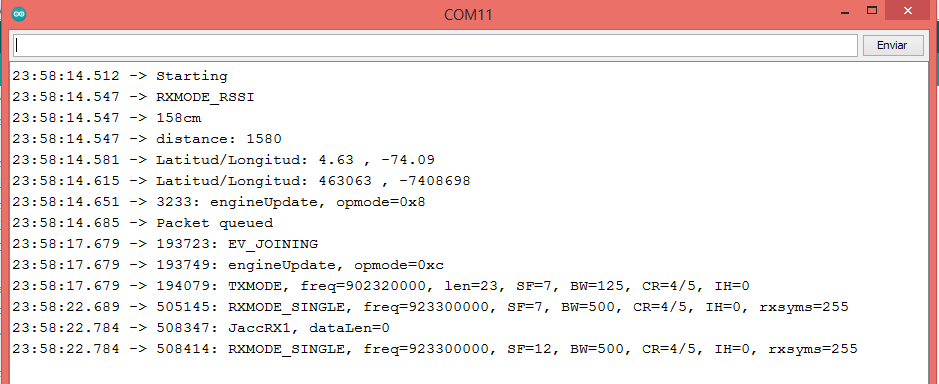 COM11
Enviar
23:58:14.512 -> Starting
23:58:14.547 -> RXMODE_RSSI
23:58:14.547 -> 158cm
23:58:14.547 -> distance: 1580
23:58:14.581 -> Latitud/Longitud: 4.63 , -74.09
23:58:14.615 -> Latitud/Longitud: 463063 , -7408698
23:58:14.651 -> 3233: engineUpdate, opmode=0x8
23:58:14.685 -> Packet queued
23:58:17.679 -> 193723: EV_JOINING
23:58:17.679 -> 193749: engineUpdate, opmode=0xc
23:58:17.679 -> 194079: TXMODE, freq=902320000, len=23, SF=7, BW=125, CR=4/5, IH=0
23:58:22.689 -> 505145: RXMODE_SINGLE, freq=923300000, SF=7, BW=500, CR=4/5, IH=0, rxsyms=255
23:58:22.784 -> 508347: JaccRX1, dataLen=0
23:58:22.784 -> 508414: RXMODE_SINGLE, freq=923300000, SF=12, BW=500, CR=4/5, IH=0, rxsyms=255